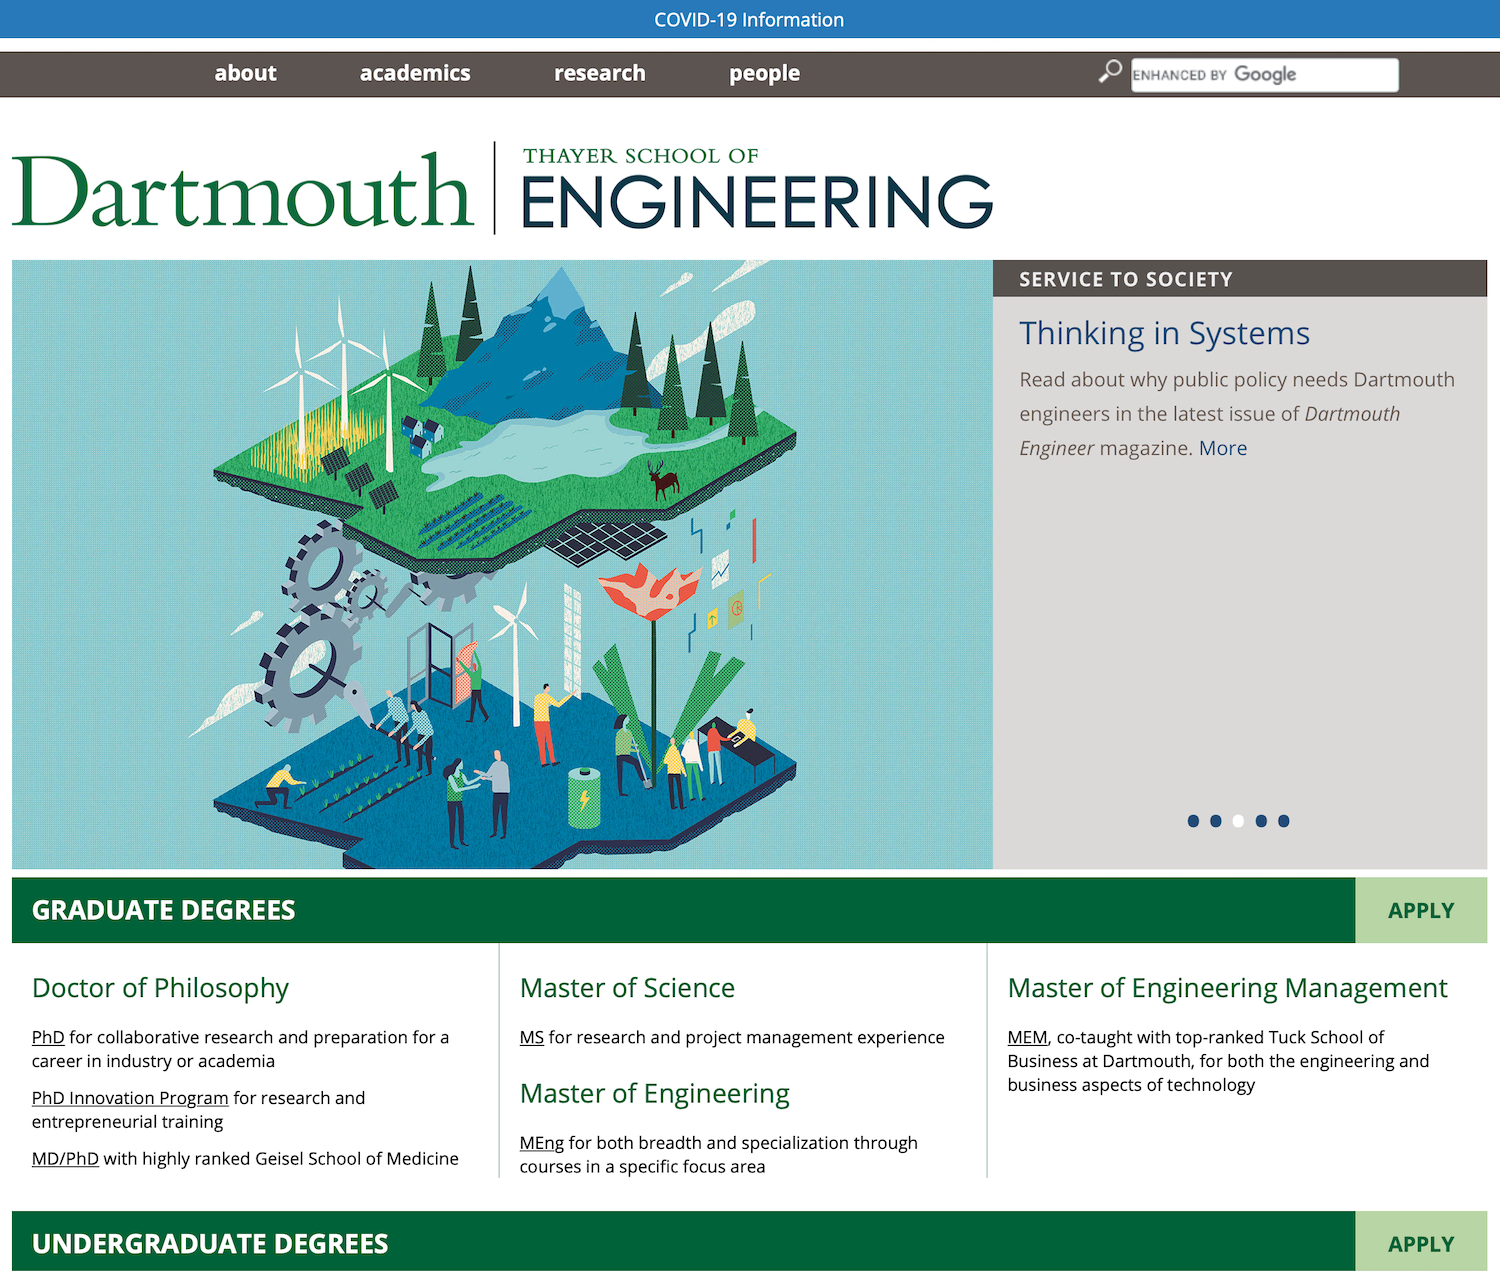 COVID-19 Information
about academics research people
ENHANCED BY Google
Dartmouth
THAYER SCHOOL OF
ENGINEERING
SERVICE TO SOCIETY
Thinking in Systems
Read about why public policy needs Dartmouth
engineers in the latest issue of Dartmouth
Engineer magazine. More
GRADUATE DEGREES
APPLY
Doctor of Philosophy
PhD for collaborative research and preparation for a
career in industry or academia
PhD Innovation Program for research and
entrepreneurial training
MD/PhD with highly ranked Geisel School of Medicine
Master of Science
MS for research and project management experience
Master of Engineering
MEng for both breadth and specialization through
courses in a specific focus area
Master of Engineering Management
MEM, co-taught with top-ranked Tuck School of
Business at Dartmouth, for both the engineering and
business aspects of technology
UNDERGRADUATE DEGREES
APPLY